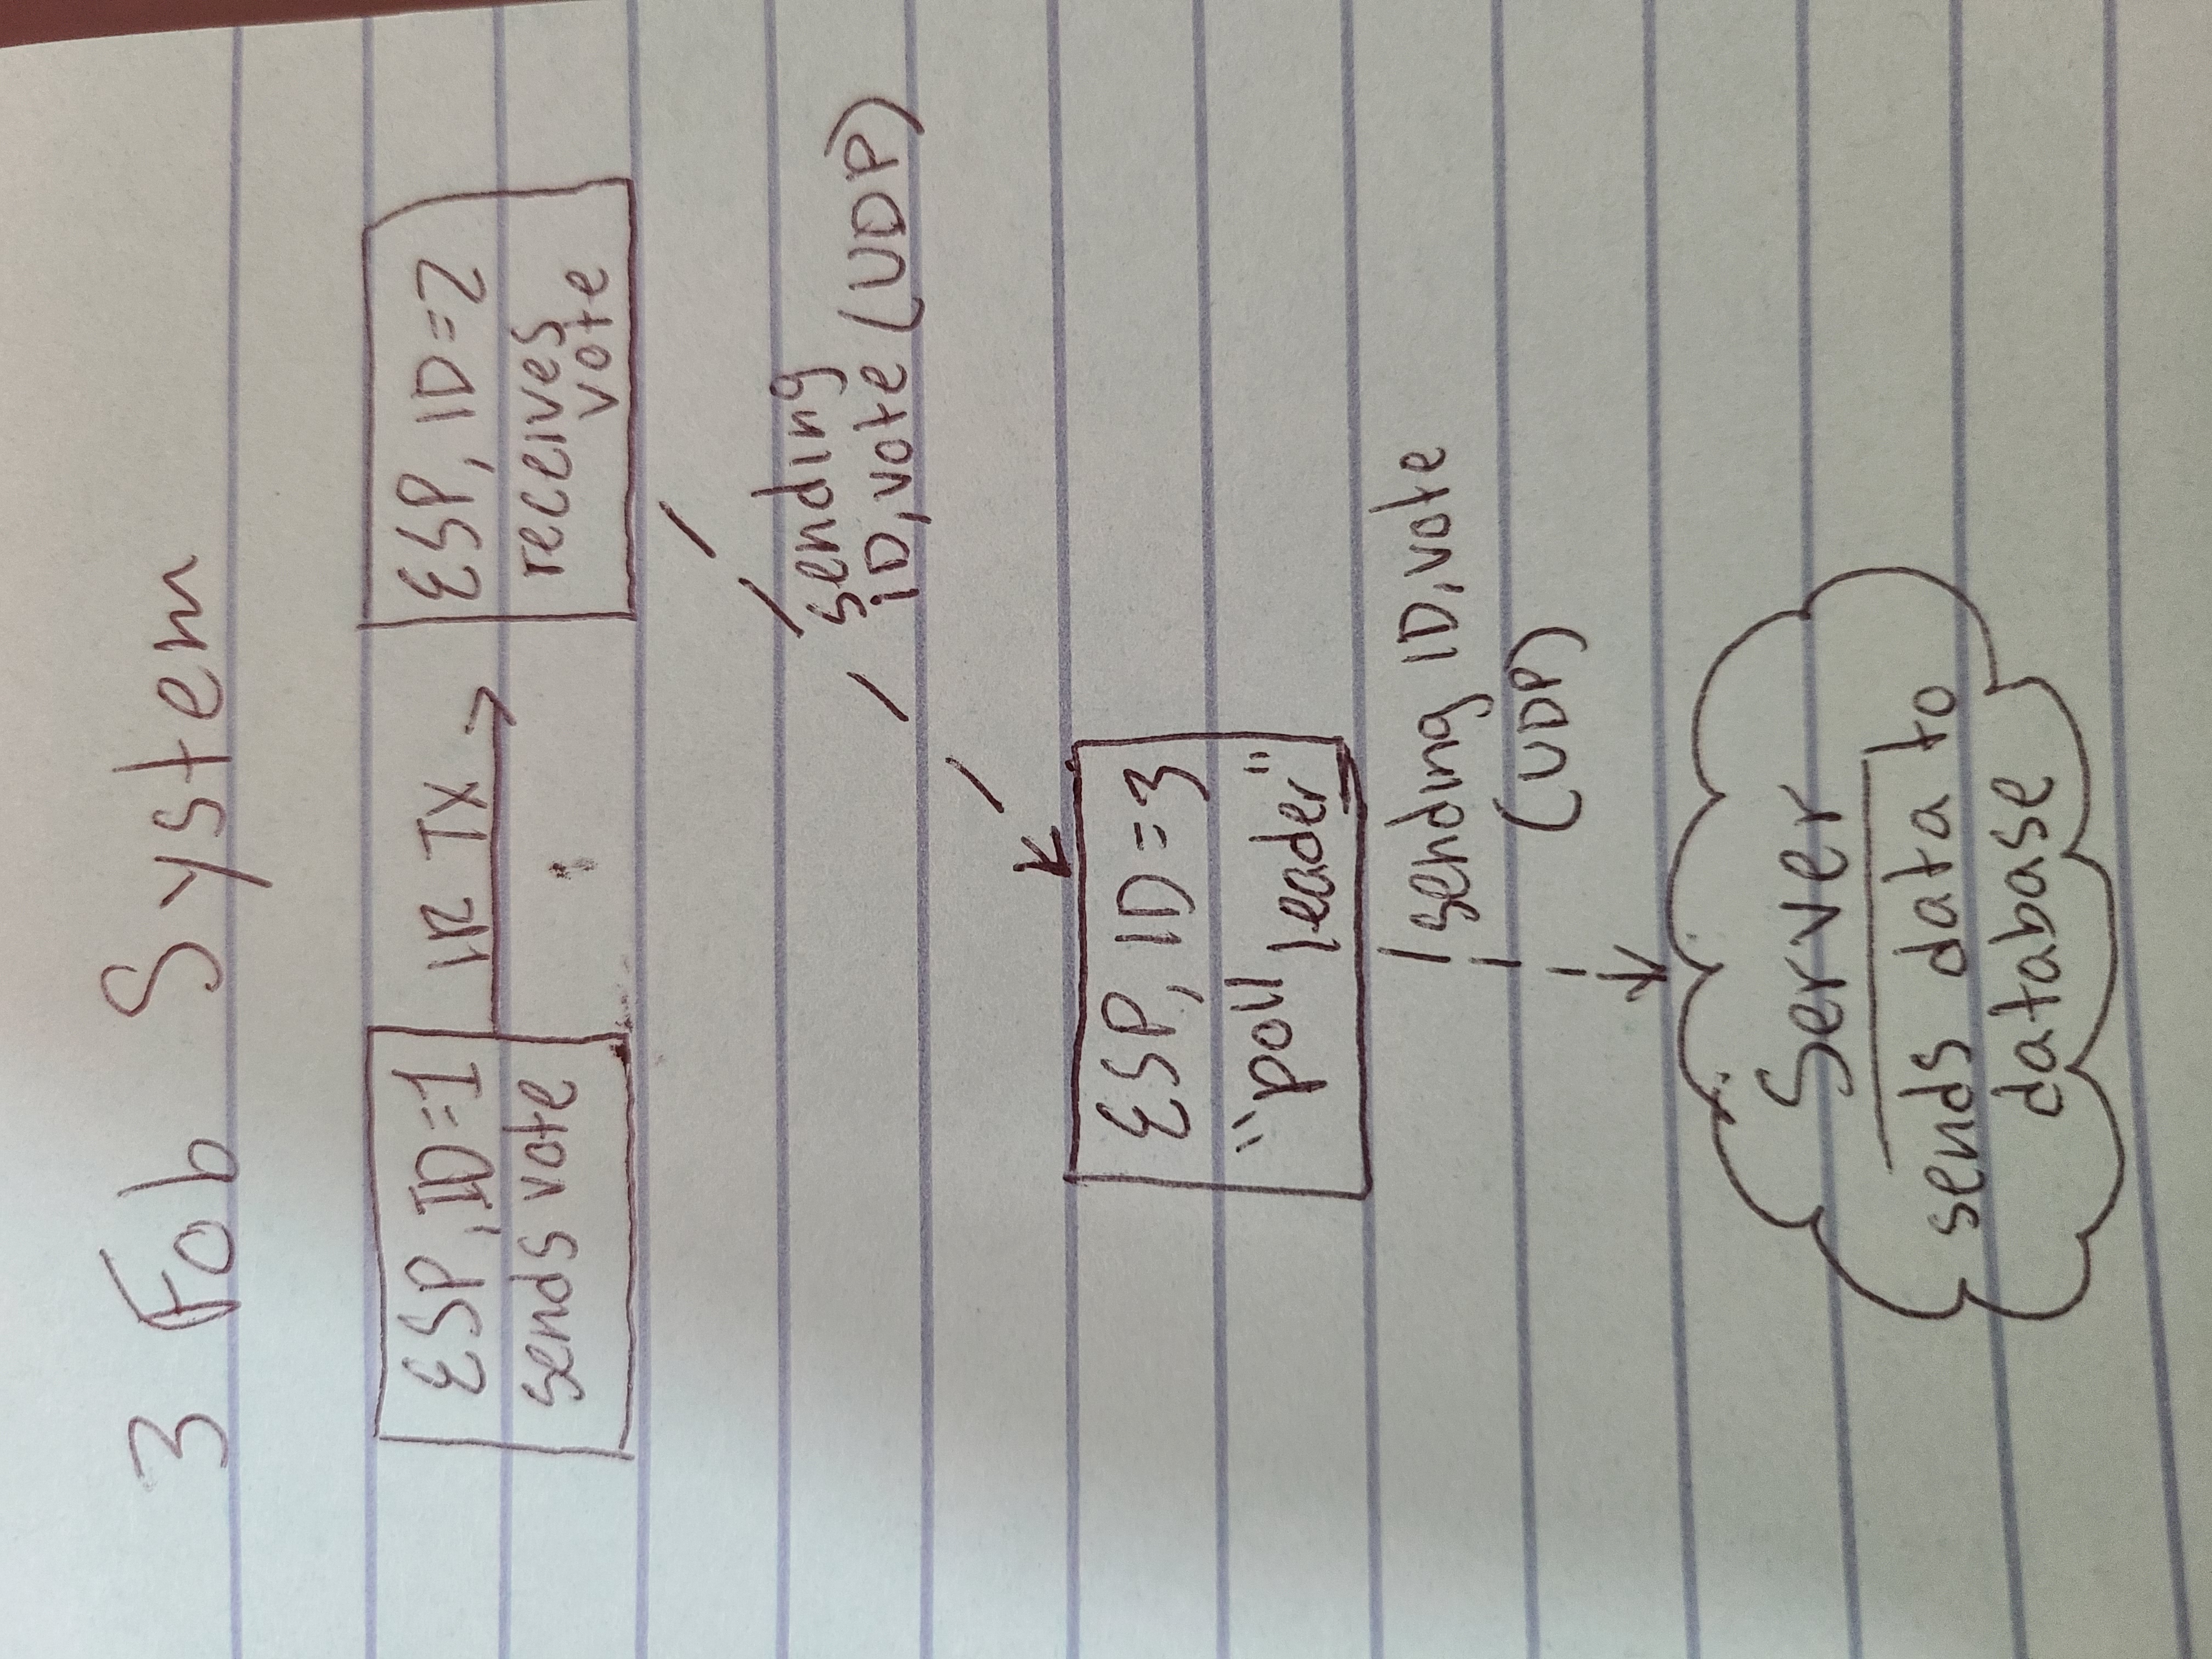 3 Fob System
ESP, ID=1
sends vote
IR TX
ESP, ID=2
receives
vote
sending
ID, vote (UDP)
ESP, ID=3
"poll
leader"
sending ID, vote
(UDP)
Server
sends data to
database